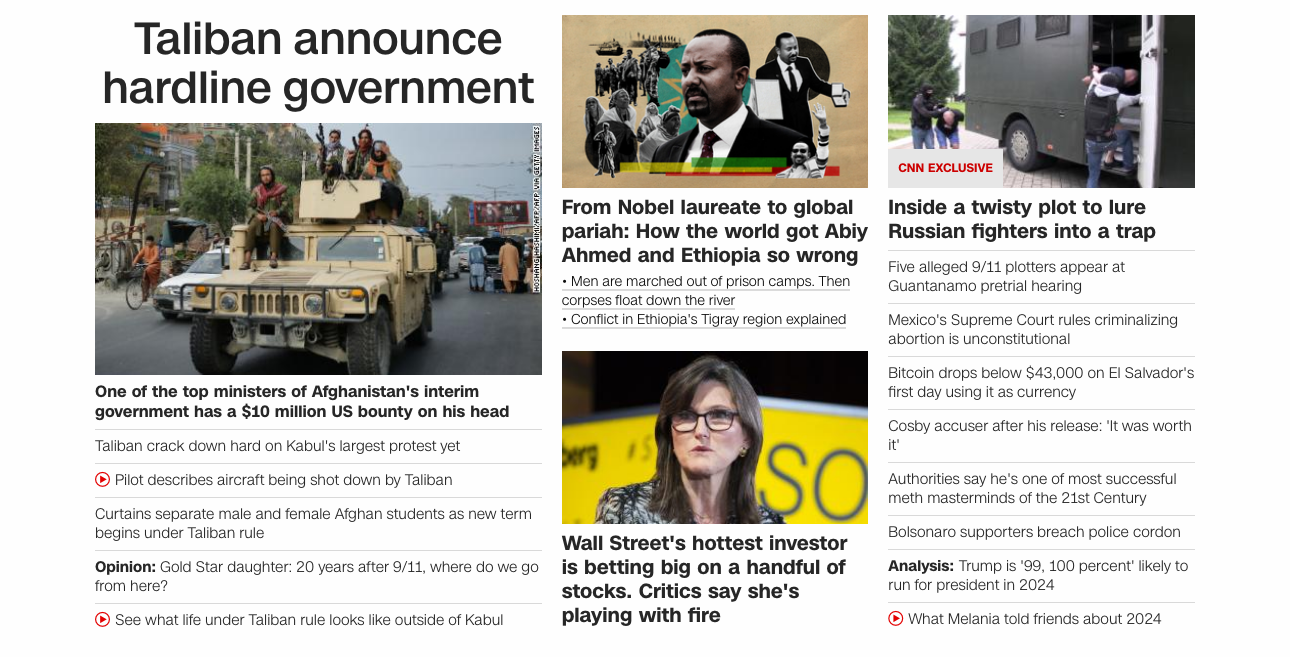 Taliban announce
hardline government
HOSHANG HASHIMI/AFP/AFP VIA GETTY IMAGES
One of the top ministers of Afghanistan's interim
government has a $10 million US bounty on his head
Taliban crack down hard on Kabul's largest protest yet
Pilot describes aircraft being shot down by Taliban
Curtains separate male and female Afghan students as new term
begins under Taliban rule
Opinion: Gold Star daughter: 20 years after 9/11, where do we go
from here?
See what life under Taliban rule looks like outside of Kabul
From Nobel laureate to global
pariah: How the world got Abiy
Ahmed and Ethiopia so wrong
• Men are marched out of prison camps. Then
corpses float down the river
• Conflict in Ethiopia's Tigray region explained
berg
#S
SO
Wall Street's hottest investor
is betting big on a handful of
stocks. Critics say she's
playing with fire
CNN EXCLUSIVE
Inside a twisty plot to lure
Russian fighters into a trap
Five alleged 9/11 plotters appear at
Guantanamo pretrial hearing
Mexico's Supreme Court rules criminalizing
abortion is unconstitutional
Bitcoin drops below $43,000 on El Salvador's
first day using it as currency
Cosby accuser after his release: 'It was worth
it'
Authorities say he's one of most successful
meth masterminds of the 21st Century
Bolsonaro supporters breach police cordon
Analysis: Trump is '99, 100 percent' likely to
run for president in 2024
What Melania told friends about 2024